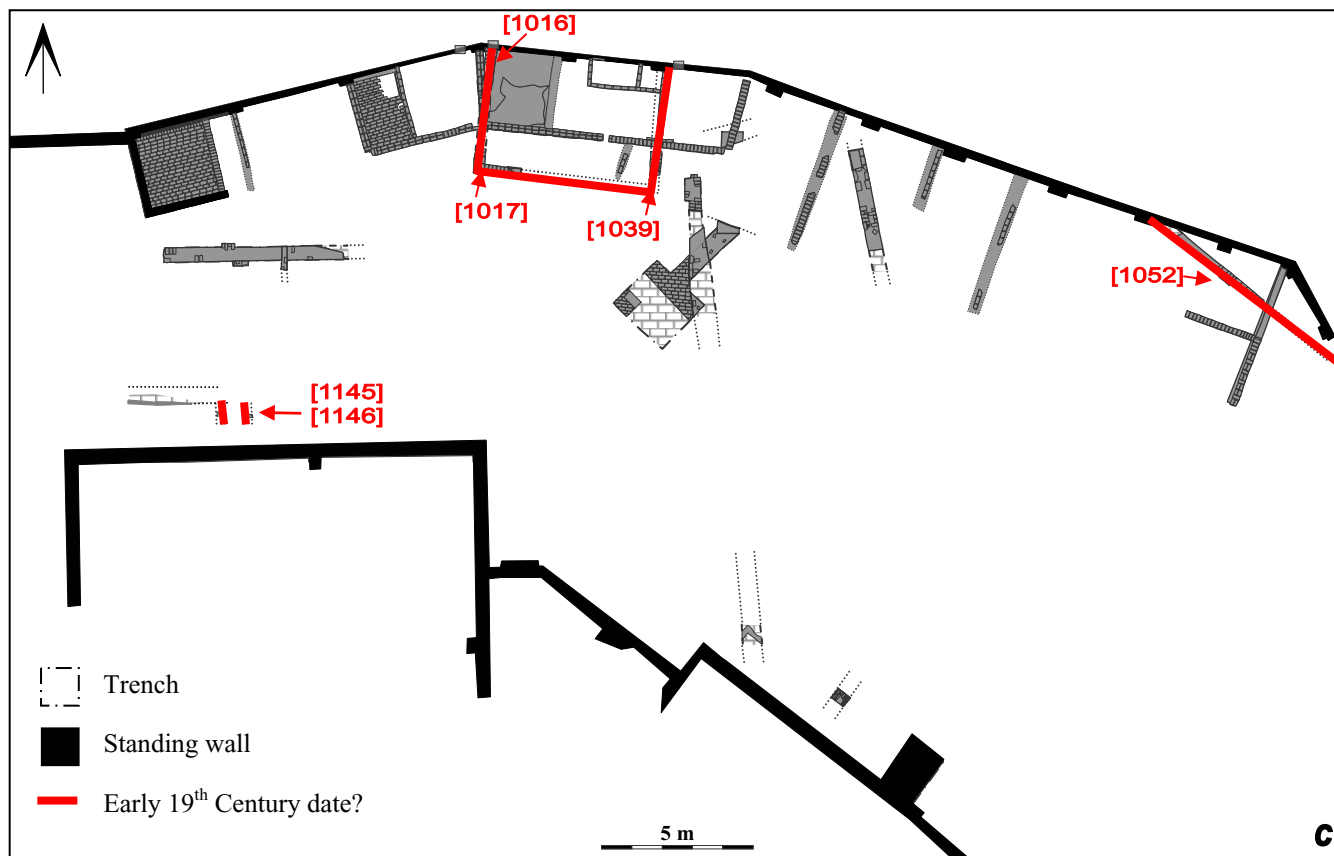 [1016]
[1017]
[1039]
[1052]
[1145]
[1146]
Trench
Standing wall
Early 19th Century date?
5 m
c